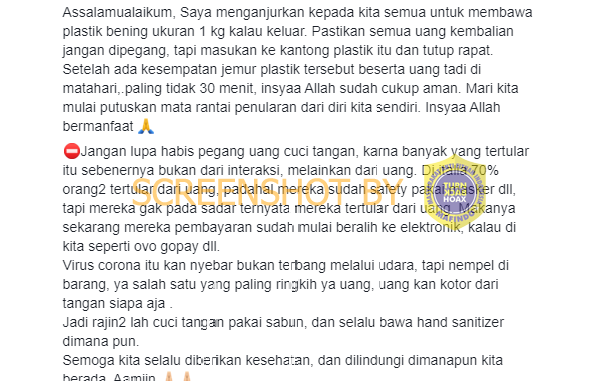 Assalamualaikum, Saya menganjurkan kepada kita semua untuk membawa
plastik bening ukuran 1 kg kalau keluar. Pastikan semua uang kembalian
jangan dipegang, tapi masukan ke kantong plastik itu dan tutup rapat.
Setelah ada kesempatan jemur plastik tersebut beserta uang tadi di
matahari,.paling tidak 30 menit, insyaa Allah sudah cukup aman. Mari kita
mulai putuskan mata rantai penularan dari diri kita sendiri. Insyaa Allah
bermanfaat 🙏
⛔Jangan lupa habis pegang uang cuci tangan, karna banyak yang tertular
itu sebenernya bukan dari interaksi, melainkan dari uang. Di italia 70%
orang2 tertular dari uang, padahal mereka sudah safety pakai masker dll,
tapi mereka gak pada sadar ternyata mereka tertular dari uang. Makanya
sekarang mereka pembayaran sudah mulai beralih ke elektronik, kalau di
kita seperti ovo gopay dll.
Virus corona itu kan nyebar bukan terbang melalui udara, tapi nempel di
barang, ya salah satu yang paling ringkih ya uang, uang kan kotor dari
tangan siapa aja .
Jadi rajin2 lah cuci tangan pakai sabun, dan selalu bawa hand sanitizer
dimana pun.
Semoga kita selalu diberikan kesehatan, dan dilindungi dimanapun kita
berada. Aamiin 🙏🙏
SCREENSHOT BY
TURN
BACK
HOAX